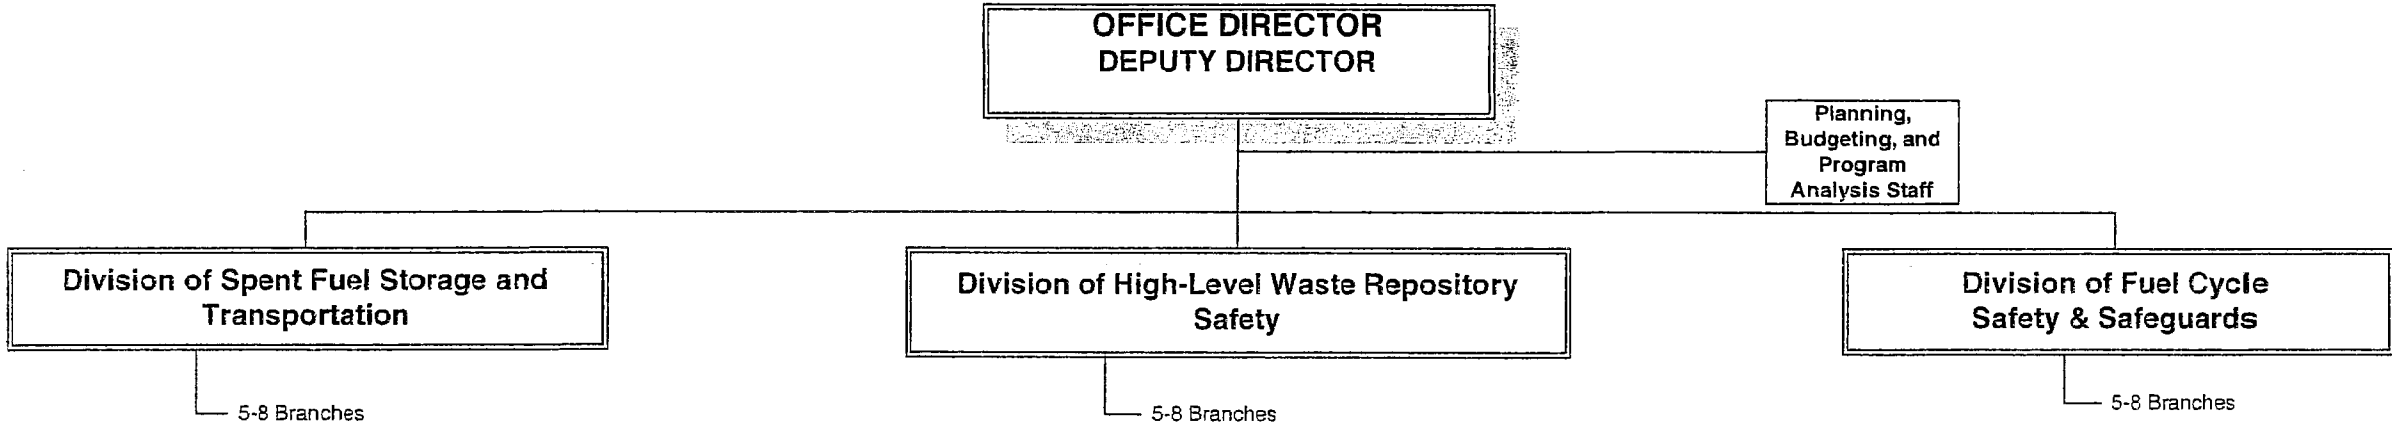 OFFICE DIRECTOR
DEPUTY DIRECTOR
Planning,
Budgeting, and
Program
Analysis Staff
Division of Spent Fuel Storage and
Transportation
5-8 Branches
Division of High-Level Waste Repository
Safety
5-8 Branches
Division of Fuel Cycle
Safety & Safeguards
5-8 Branches